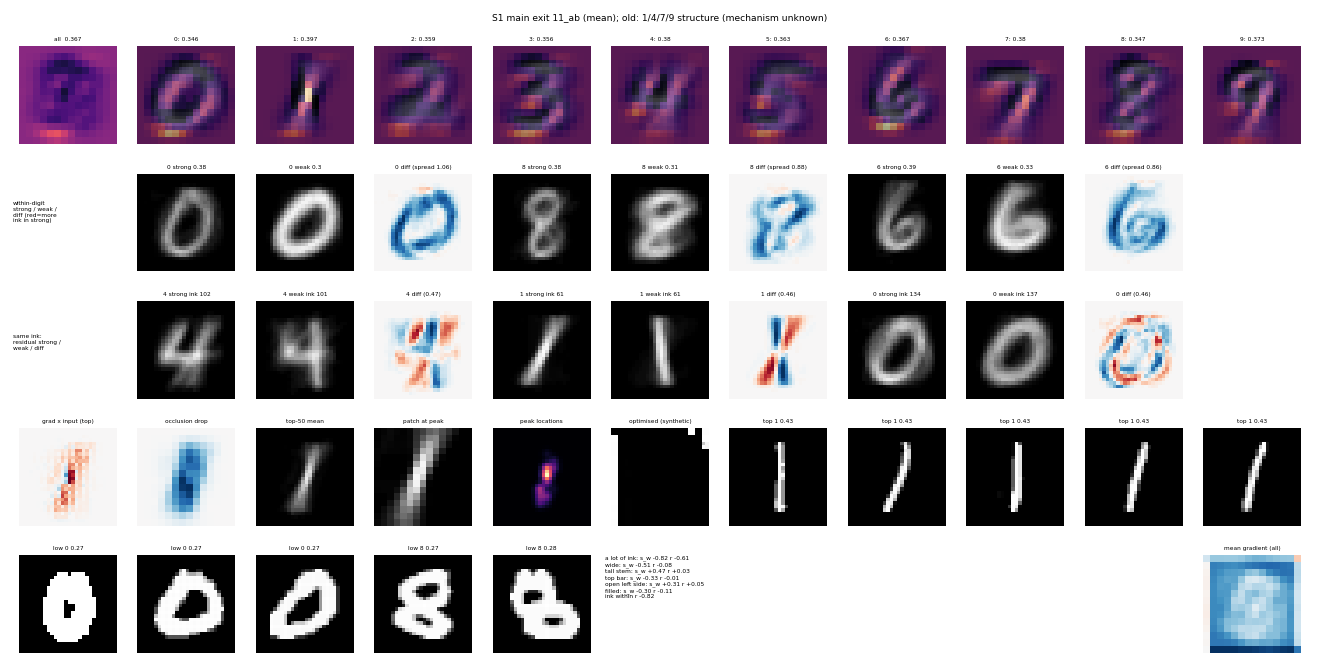 S1 main exit 11_ab (mean); old: 1/4/7/9 structure (mechanism unknown)
all 0.367
0: 0.346
1: 0.397
2: 0.359
3: 0.356
4: 0.38
5: 0.363
6: 0.367
7: 0.38
8: 0.347
9: 0.373
within-digit
strong / weak /
diff (red=more
ink in strong)
0 strong 0.38
0 weak 0.3
0 diff (spread 1.06)
8 strong 0.38
8 weak 0.31
8 diff (spread 0.88)
6 strong 0.39
6 weak 0.33
6 diff (spread 0.86)
same ink:
residual strong /
weak / diff
4 strong ink 102
4 weak ink 101
4 diff (0.47)
1 strong ink 61
1 weak ink 61
1 diff (0.46)
0 strong ink 134
0 weak ink 137
0 diff (0.46)
grad x input (top)
occlusion drop
top-50 mean
patch at peak
peak locations
optimised (synthetic)
top 1 0.43
top 1 0.43
top 1 0.43
top 1 0.43
top 1 0.43
low 0 0.27
low 0 0.27
low 0 0.27
low 8 0.27
low 8 0.28
a lot of ink: s_w -0.82 r -0.61
wide: s_w -0.51 r -0.08
tall stem: s_w +0.47 r +0.03
top bar: s_w -0.33 r -0.01
open left side: s_w +0.31 r +0.05
filled: s_w -0.30 r -0.11
ink within r -0.82
mean gradient (all)